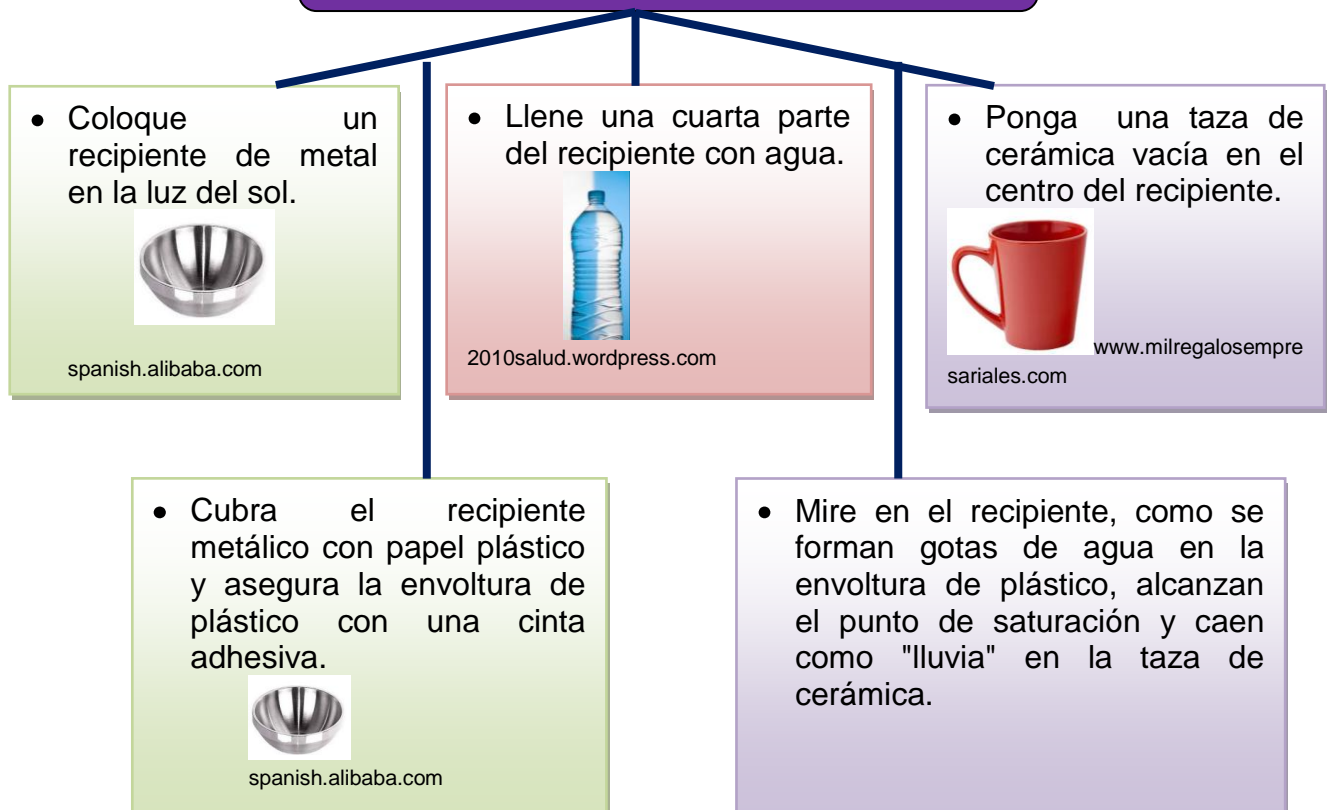 • Coloque un
recipiente de metal
en la luz del sol.
spanish.alibaba.com
• Llene una cuarta parte
del recipiente con agua.
2010salud.wordpress.com
• Ponga una taza de
cerámica vacía en el
centro del recipiente.
www.milregalosempre
sariales.com
• Cubra el recipiente
metálico con papel plástico
y asegura la envoltura de
plástico con una cinta
adhesiva.
spanish.alibaba.com
• Mire en el recipiente, como se
forman gotas de agua en la
envoltura de plástico, alcanzan
el punto de saturación y caen
como "lluvia" en la taza de
cerámica.